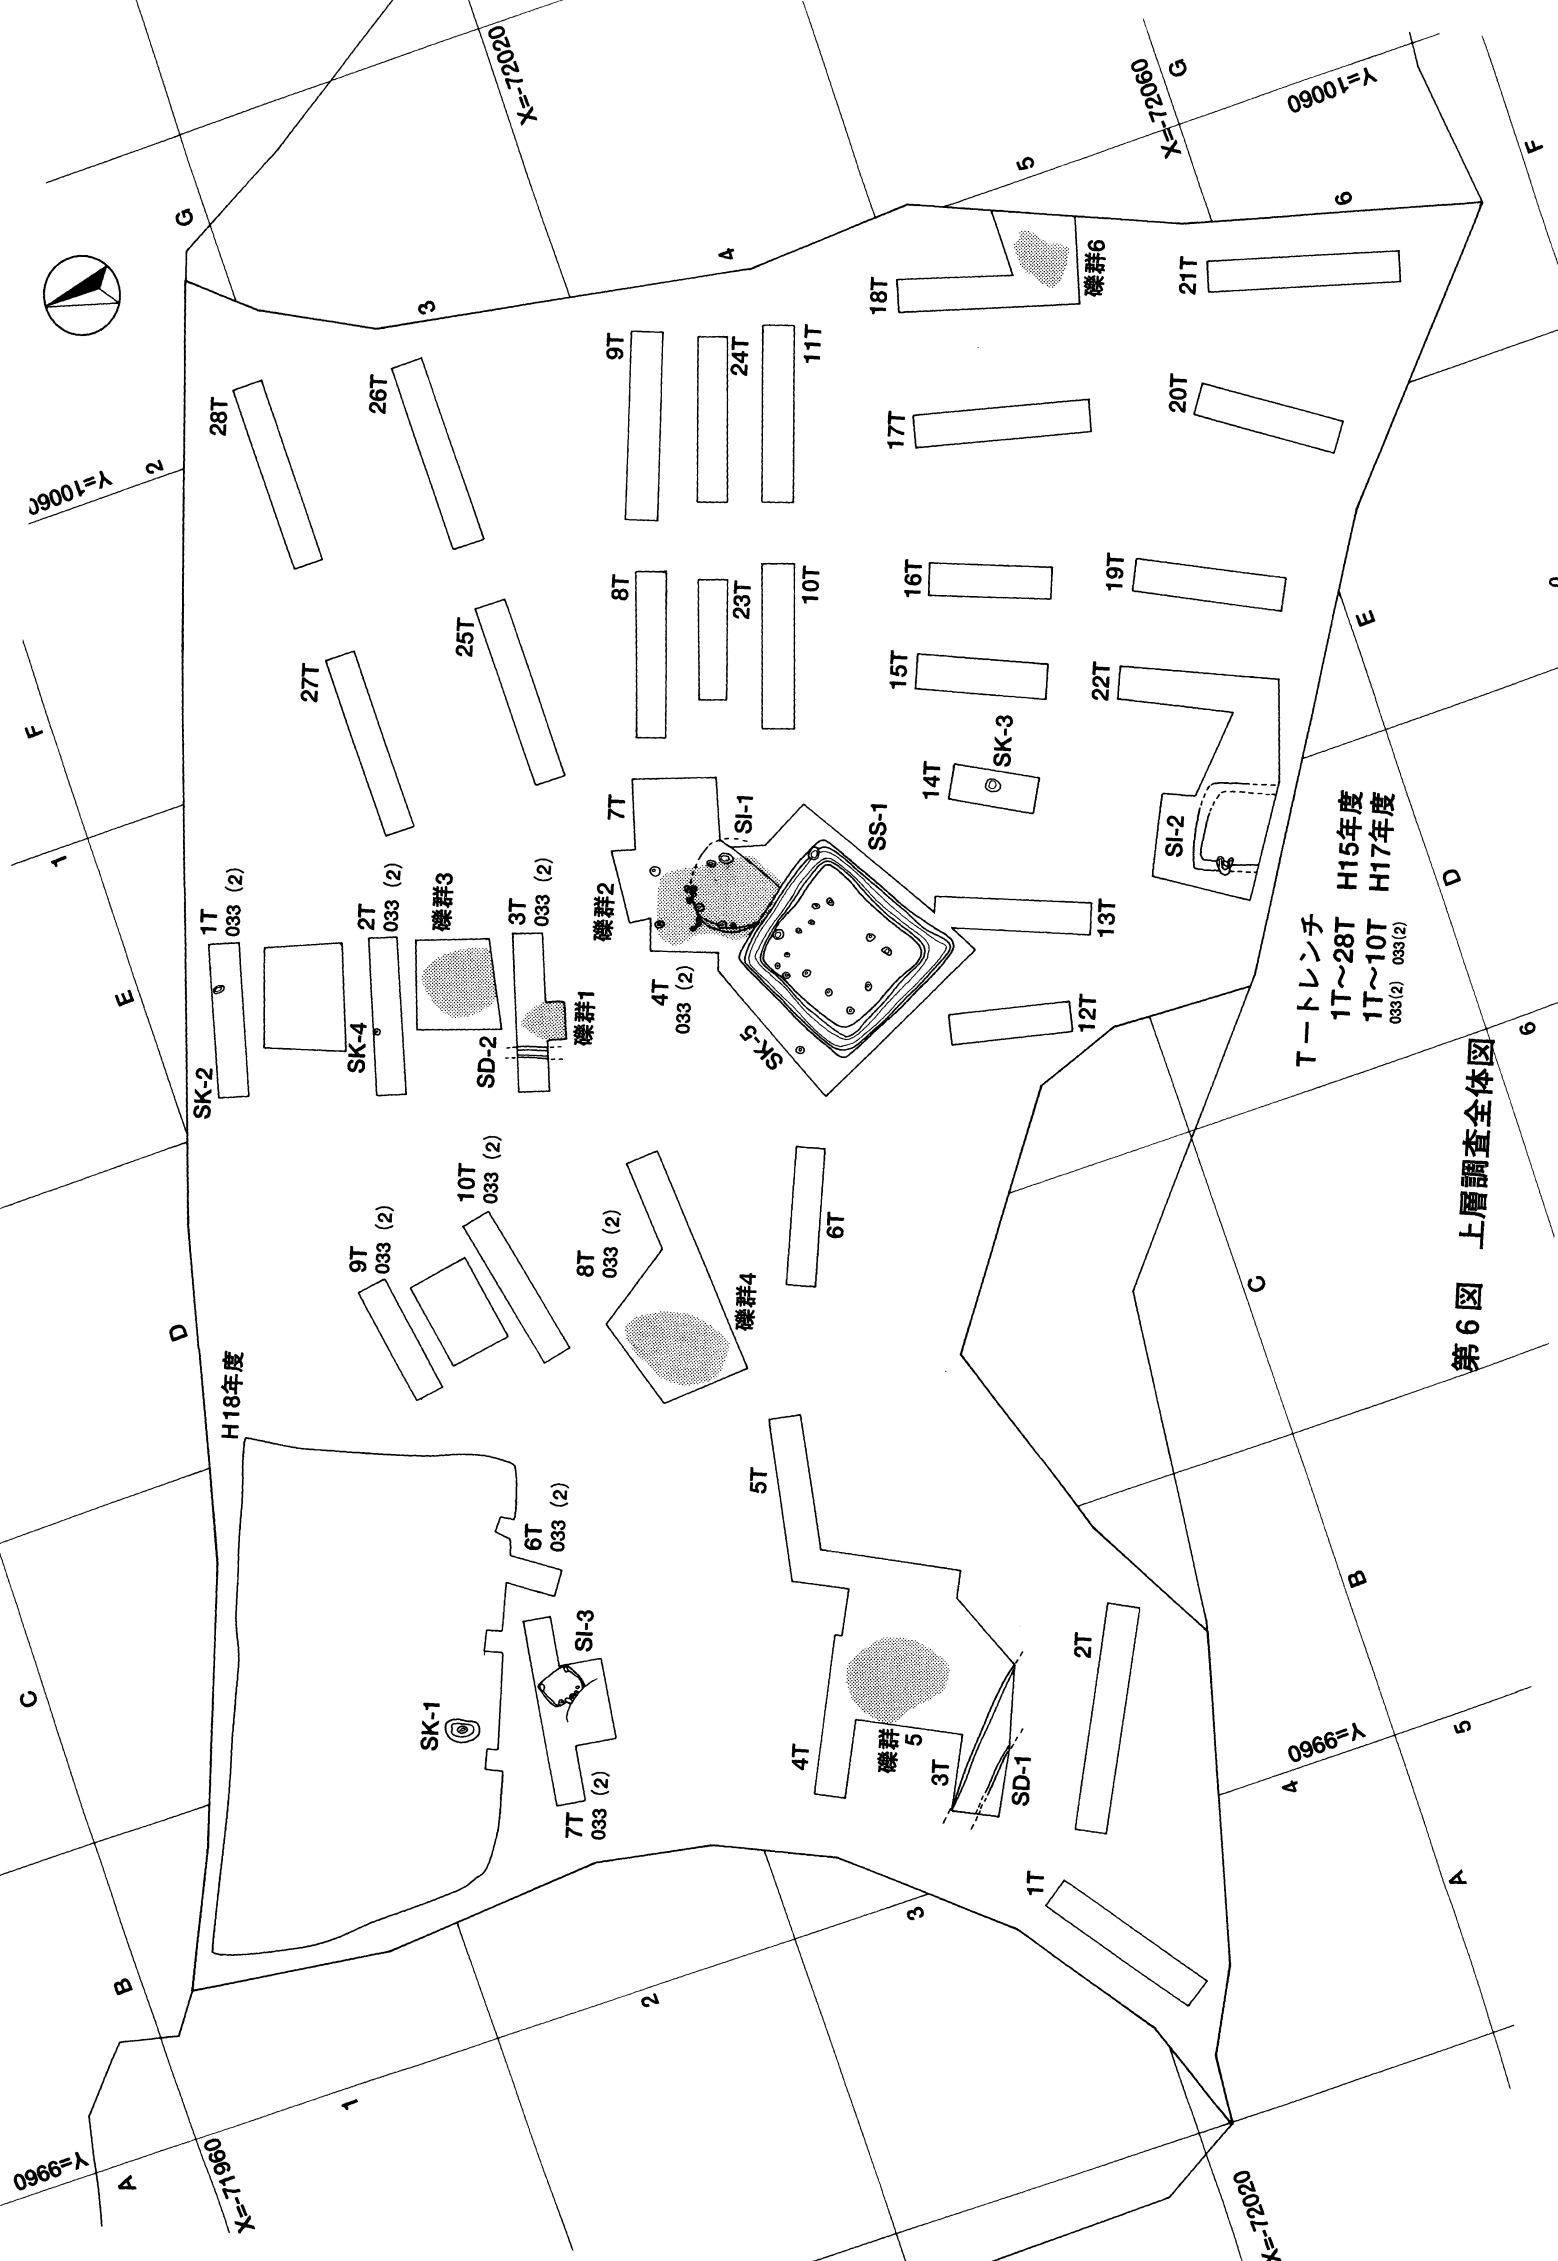 第6図　上層調査全体図
T－トレンチ
1T～28T　H15年度
1T～10T　H17年度
033(2)　033(2)
H18年度
X=-71960
X=-72020
X=-72020
X=-72060
Y=9960
Y=9960
Y=10060
Y=10060
A
B
C
D
E
F
G
A
B
C
D
E
F
G
1
2
3
4
5
6
1
2
3
4
5
6
SK-2
1T
033（2）
SK-4
2T
033（2）
礫群3
SD-2
3T
033（2）
礫群1
礫群2
4T
033（2）
7T
SI-1
SS-1
SK-5
9T
033（2）
10T
033（2）
8T
033（2）
礫群4
6T
033（2）
SI-3
SK-1
7T
033（2）
28T
26T
27T
25T
9T
24T
11T
8T
23T
10T
18T
礫群6
21T
17T
20T
16T
19T
15T
22T
14T
SK-3
SI-2
13T
12T
6T
5T
4T
礫群5
3T
SD-1
2T
1T